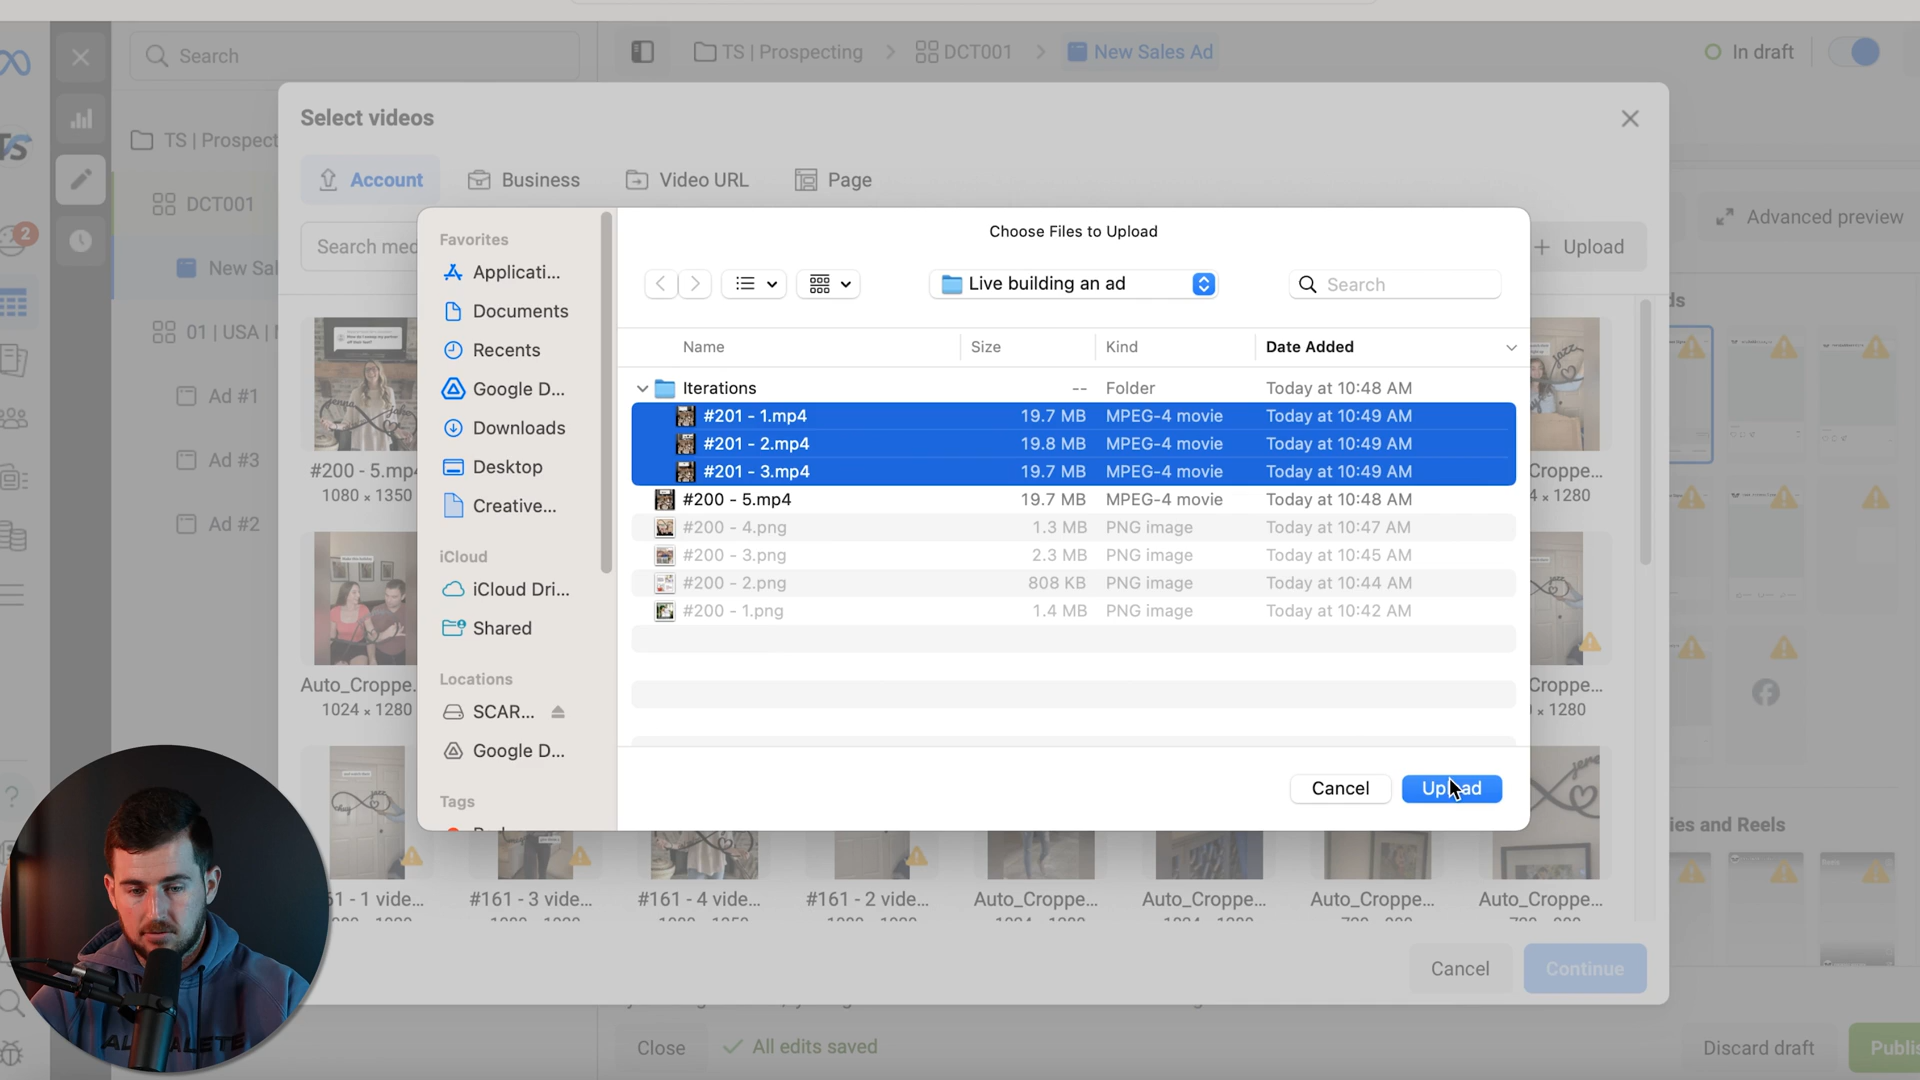 Search
TS | Prospecting
DCT001
New Sales Ad
In draft
Select videos
TS | Prospect
Account
Business
Video URL
Page
DCT001
Advanced preview
Search med
Upload
New Sal
01 | USA |
Ad #1
Ad #3
Ad #2
#200 - 5.mp4
1080 × 1350
Auto_Croppe.
1024 × 1280
Favorites
Applicati...
Documents
Recents
Google D...
Downloads
Desktop
Creative...
iCloud
iCloud Dri...
Shared
Locations
SCAR...
Google D...
Tags
Choose Files to Upload
Live building an ad
Search
Name Size Kind Date Added
Iterations -- Folder Today at 10:48 AM
#201 - 1.mp4 19.7 MB MPEG-4 movie Today at 10:49 AM
#201 - 2.mp4 19.8 MB MPEG-4 movie Today at 10:49 AM
#201 - 3.mp4 19.7 MB MPEG-4 movie Today at 10:49 AM
#200 - 5.mp4 19.7 MB MPEG-4 movie Today at 10:48 AM
#200 - 4.png 1.3 MB PNG image Today at 10:47 AM
#200 - 3.png 2.3 MB PNG image Today at 10:45 AM
#200 - 2.png 808 KB PNG image Today at 10:44 AM
#200 - 1.png 1.4 MB PNG image Today at 10:42 AM
Cancel
Upload
Croppe...
4 × 1280
Croppe...
× 1280
ds
ies and Reels
61 - 1 vide...
#161 - 3 vide...
#161 - 4 vide...
#161 - 2 vide...
Auto_Croppe...
Auto_Croppe...
Auto_Croppe...
Auto_Croppe...
Cancel
Continue
Close
All edits saved
Discard draft
Publis
2
TS